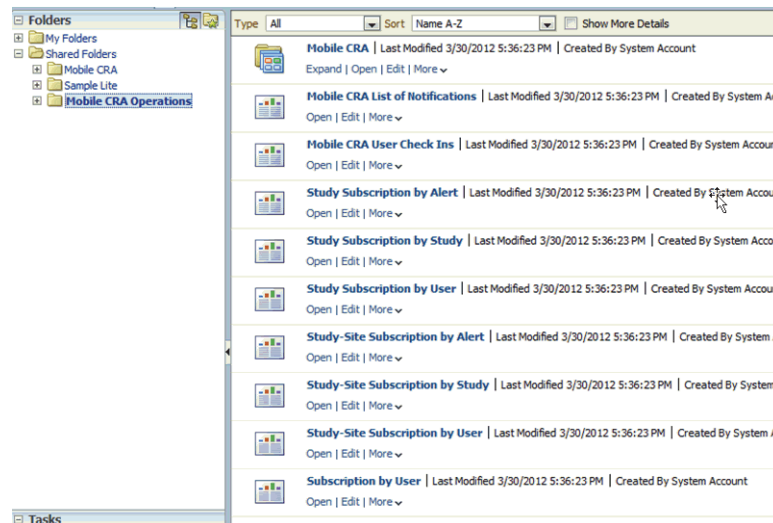 Folders
My Folders
Shared Folders
Mobile CRA
Sample Lite
Mobile CRA Operations
Tasks
Type All Sort Name A-Z Show More Details
Mobile CRA | Last Modified 3/30/2012 5:36:23 PM | Created By System Account
Expand | Open | Edit | More
Mobile CRA List of Notifications | Last Modified 3/30/2012 5:36:23 PM | Created By System A
Open | Edit | More
Mobile CRA User Check Ins | Last Modified 3/30/2012 5:36:23 PM | Created By System Accou
Open | Edit | More
Study Subscription by Alert | Last Modified 3/30/2012 5:36:23 PM | Created By System Accou
Open | Edit | More
Study Subscription by Study | Last Modified 3/30/2012 5:36:23 PM | Created By System Acco
Open | Edit | More
Study Subscription by User | Last Modified 3/30/2012 5:36:23 PM | Created By System Accou
Open | Edit | More
Study-Site Subscription by Alert | Last Modified 3/30/2012 5:36:23 PM | Created By System
Open | Edit | More
Study-Site Subscription by Study | Last Modified 3/30/2012 5:36:23 PM | Created By System
Open | Edit | More
Study-Site Subscription by User | Last Modified 3/30/2012 5:36:23 PM | Created By System A
Open | Edit | More
Subscription by User | Last Modified 3/30/2012 5:36:23 PM | Created By System Account
Open | Edit | More